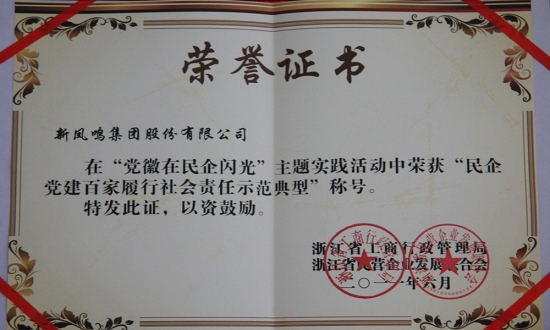 荣誉证书
新凤鸣集团股份有限公司
在“党徽在民企闪光”主题实践活动中荣获“民企
党建百家履行社会责任示范典型”称号。
特发此证，以资鼓励。
浙江省工商行政管理局
浙江省民营企业发展联合会
二〇一一年六月